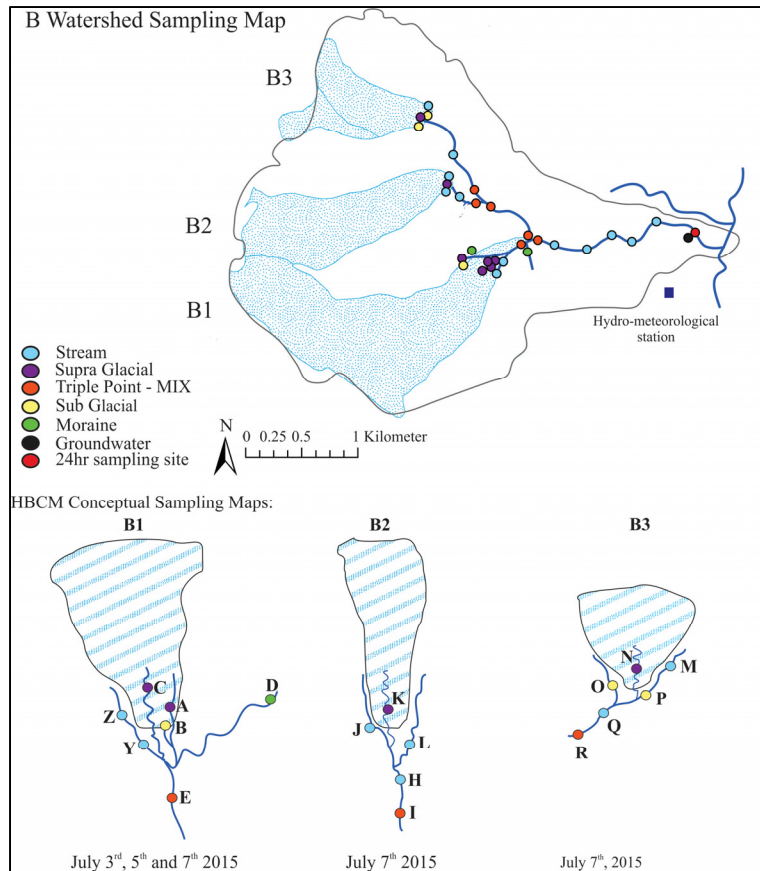 B Watershed Sampling Map
B3
B2
B1
Hydro-meteorological
station
Stream
Supra Glacial
Triple Point - MIX
Sub Glacial
Moraine
Groundwater
24hr sampling site
N
0 0.25 0.5 1 Kilometer
HBCM Conceptual Sampling Maps:
B1 B2 B3
C
A
D
Z
B
Y
E
July 3rd, 5th and 7th 2015
K
J
L
H
I
July 7th 2015
N
M
O
P
Q
R
July 7th, 2015